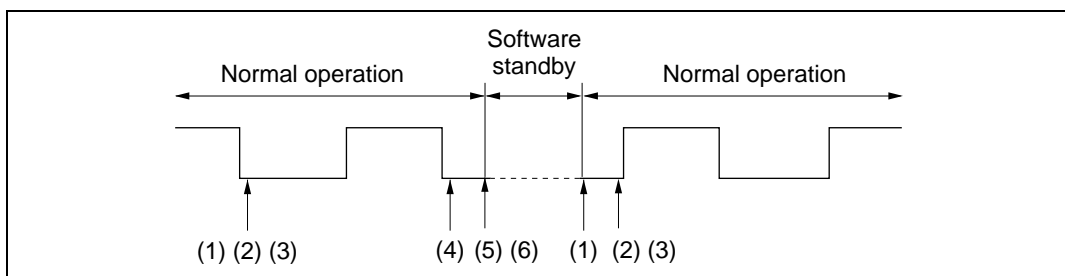 Software
standby
Normal operation
Normal operation
(1) (2) (3)
(4)
(5) (6)
(1)
(2) (3)